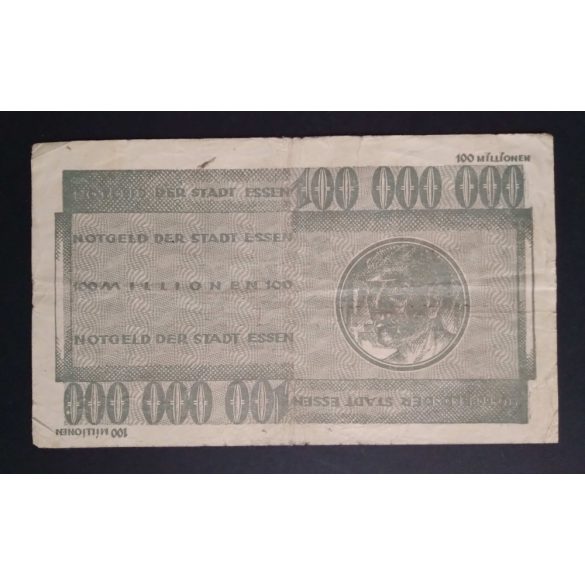 100 MILLIONEN
NOTGELD DER STADT ESSEN 100 000 000
NOTGELD DER STADT ESSEN
100 MILLIONEN 100
NOTGELD DER STADT ESSEN
NOTGELD DER STADT ESSEN
100 000 000
100 MILLIONEN